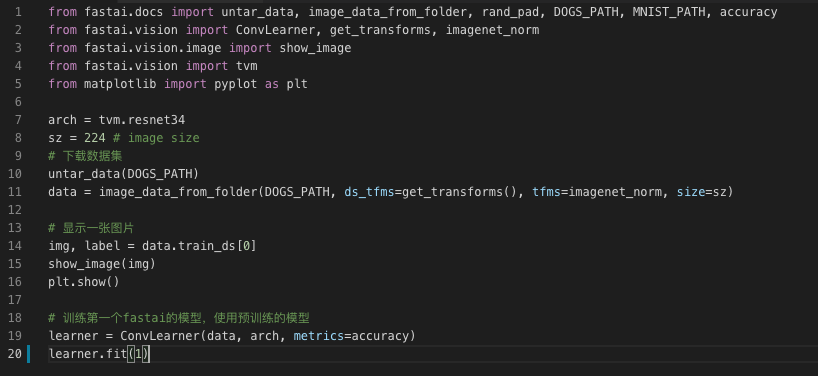 1 from fastai.docs import untar_data, image_data_from_folder, rand_pad, DOGS_PATH, MNIST_PATH, accuracy
2 from fastai.vision import ConvLearner, get_transforms, imagenet_norm
3 from fastai.vision.image import show_image
4 from fastai.vision import tvm
5 from matplotlib import pyplot as plt
6
7 arch = tvm.resnet34
8 sz = 224 # image size
9 # 下载数据集
10 untar_data(DOGS_PATH)
11 data = image_data_from_folder(DOGS_PATH, ds_tfms=get_transforms(), tfms=imagenet_norm, size=sz)
12
13 # 显示一张图片
14 img, label = data.train_ds[0]
15 show_image(img)
16 plt.show()
17
18 # 训练第一个fastai的模型，使用预训练的模型
19 learner = ConvLearner(data, arch, metrics=accuracy)
20 learner.fit(1)